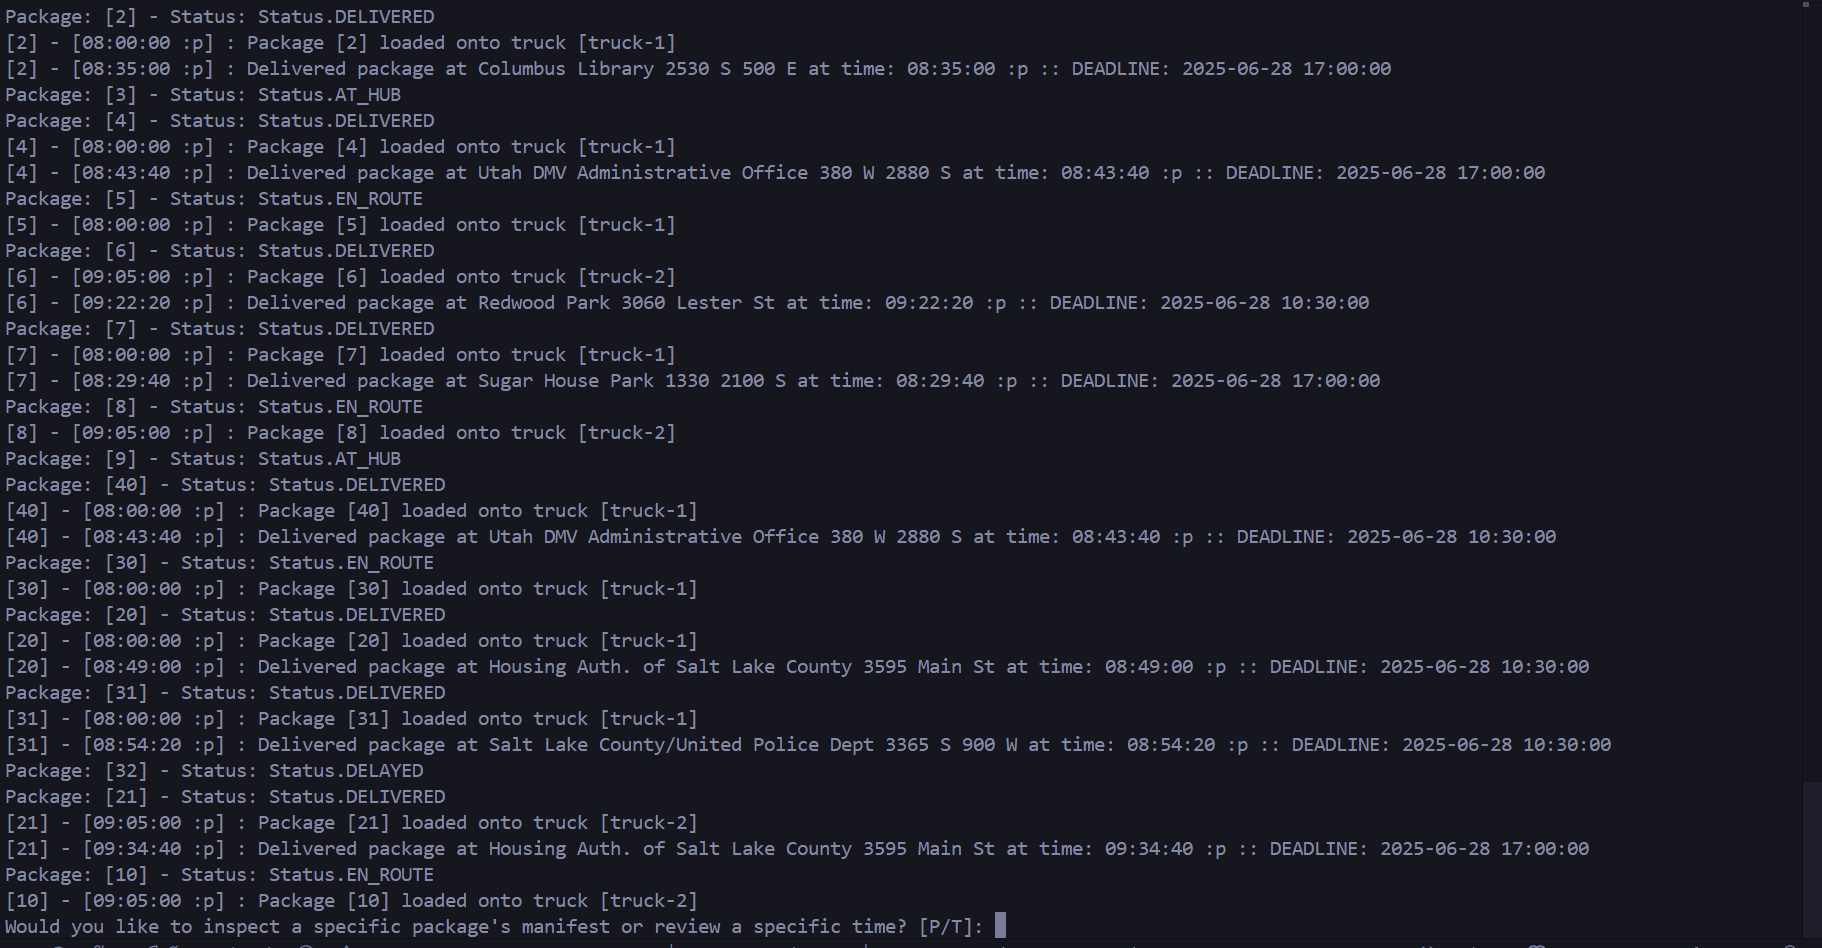 Package: [2] - Status: Status.DELIVERED
[2] - [08:00:00 :p] : Package [2] loaded onto truck [truck-1]
[2] - [08:35:00 :p] : Delivered package at Columbus Library 2530 S 500 E at time: 08:35:00 :p :: DEADLINE: 2025-06-28 17:00:00
Package: [3] - Status: Status.AT_HUB
Package: [4] - Status: Status.DELIVERED
[4] - [08:00:00 :p] : Package [4] loaded onto truck [truck-1]
[4] - [08:43:40 :p] : Delivered package at Utah DMV Administrative Office 380 W 2880 S at time: 08:43:40 :p :: DEADLINE: 2025-06-28 17:00:00
Package: [5] - Status: Status.EN_ROUTE
[5] - [08:00:00 :p] : Package [5] loaded onto truck [truck-1]
Package: [6] - Status: Status.DELIVERED
[6] - [09:05:00 :p] : Package [6] loaded onto truck [truck-2]
[6] - [09:22:20 :p] : Delivered package at Redwood Park 3060 Lester St at time: 09:22:20 :p :: DEADLINE: 2025-06-28 10:30:00
Package: [7] - Status: Status.DELIVERED
[7] - [08:00:00 :p] : Package [7] loaded onto truck [truck-1]
[7] - [08:29:40 :p] : Delivered package at Sugar House Park 1330 2100 S at time: 08:29:40 :p :: DEADLINE: 2025-06-28 17:00:00
Package: [8] - Status: Status.EN_ROUTE
[8] - [09:05:00 :p] : Package [8] loaded onto truck [truck-2]
Package: [9] - Status: Status.AT_HUB
Package: [40] - Status: Status.DELIVERED
[40] - [08:00:00 :p] : Package [40] loaded onto truck [truck-1]
[40] - [08:43:40 :p] : Delivered package at Utah DMV Administrative Office 380 W 2880 S at time: 08:43:40 :p :: DEADLINE: 2025-06-28 10:30:00
Package: [30] - Status: Status.EN_ROUTE
[30] - [08:00:00 :p] : Package [30] loaded onto truck [truck-1]
Package: [20] - Status: Status.DELIVERED
[20] - [08:00:00 :p] : Package [20] loaded onto truck [truck-1]
[20] - [08:49:00 :p] : Delivered package at Housing Auth. of Salt Lake County 3595 Main St at time: 08:49:00 :p :: DEADLINE: 2025-06-28 10:30:00
Package: [31] - Status: Status.DELIVERED
[31] - [08:00:00 :p] : Package [31] loaded onto truck [truck-1]
[31] - [08:54:20 :p] : Delivered package at Salt Lake County/United Police Dept 3365 S 900 W at time: 08:54:20 :p :: DEADLINE: 2025-06-28 10:30:00
Package: [32] - Status: Status.DELAYED
Package: [21] - Status: Status.DELIVERED
[21] - [09:05:00 :p] : Package [21] loaded onto truck [truck-2]
[21] - [09:34:40 :p] : Delivered package at Housing Auth. of Salt Lake County 3595 Main St at time: 09:34:40 :p :: DEADLINE: 2025-06-28 17:00:00
Package: [10] - Status: Status.EN_ROUTE
[10] - [09:05:00 :p] : Package [10] loaded onto truck [truck-2]
Would you like to inspect a specific package's manifest or review a specific time? [P/T]: